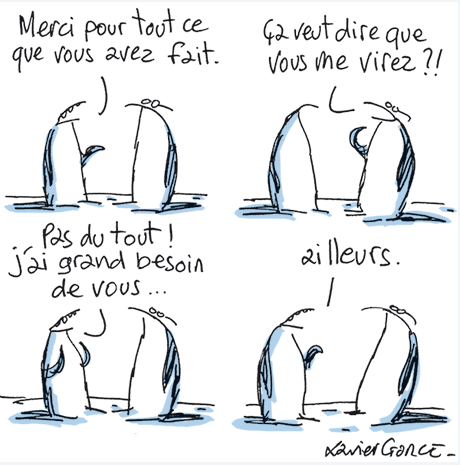 Merci pour tout ce
que vous avez fait.
Ça veut dire que
vous me virez ?!
Pas du tout !
j'ai grand besoin
de vous ...
ailleurs.
Xavier Gorce -